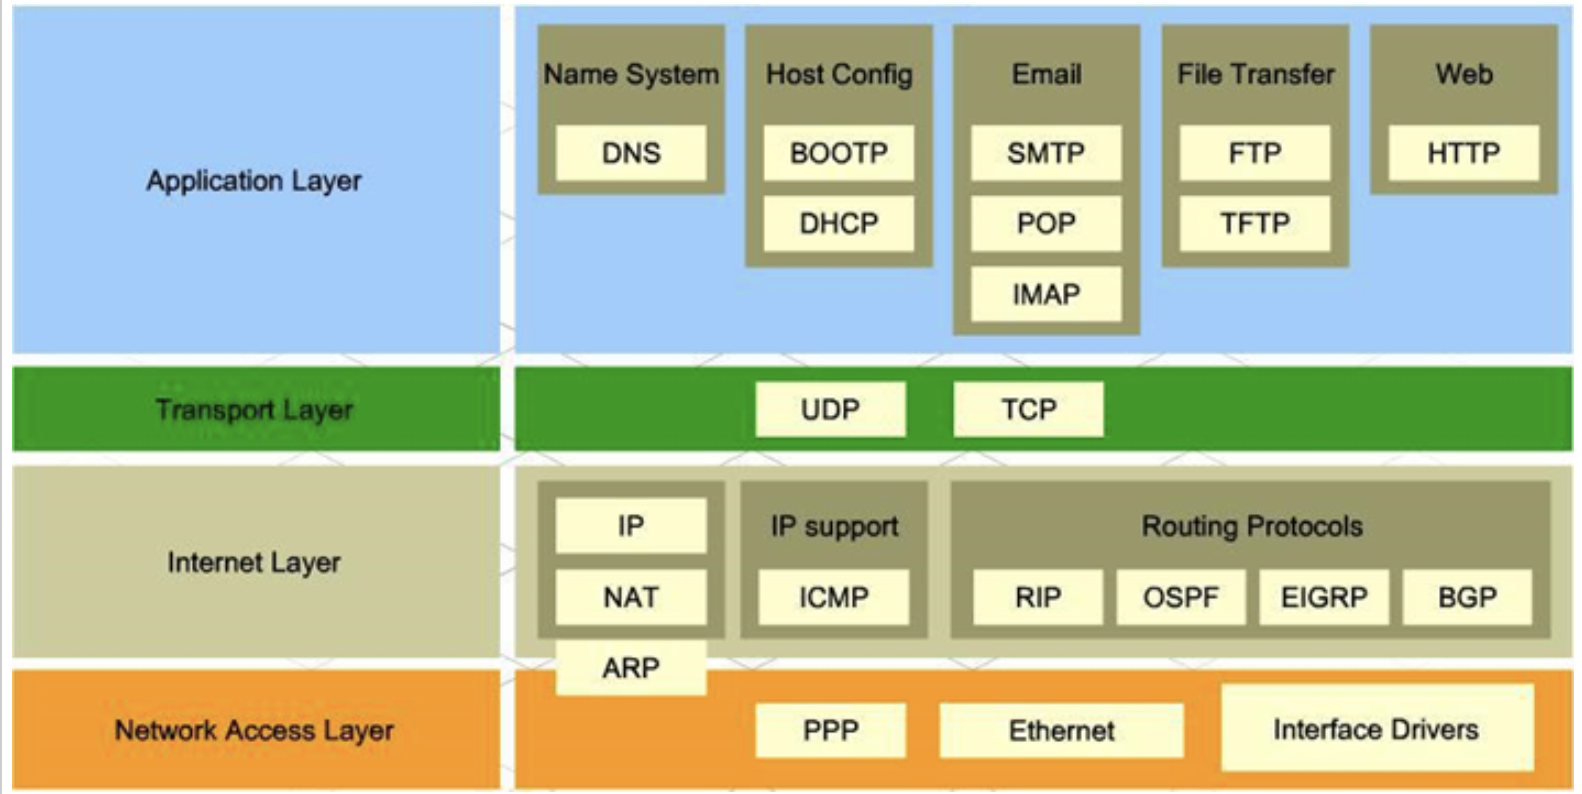 Application Layer
Name System
DNS
Host Config
BOOTP
DHCP
Email
SMTP
POP
IMAP
File Transfer
FTP
TFTP
Web
HTTP
Transport Layer
UDP
TCP
Internet Layer
IP
NAT
ARP
IP support
ICMP
Routing Protocols
RIP
OSPF
EIGRP
BGP
Network Access Layer
PPP
Ethernet
Interface Drivers